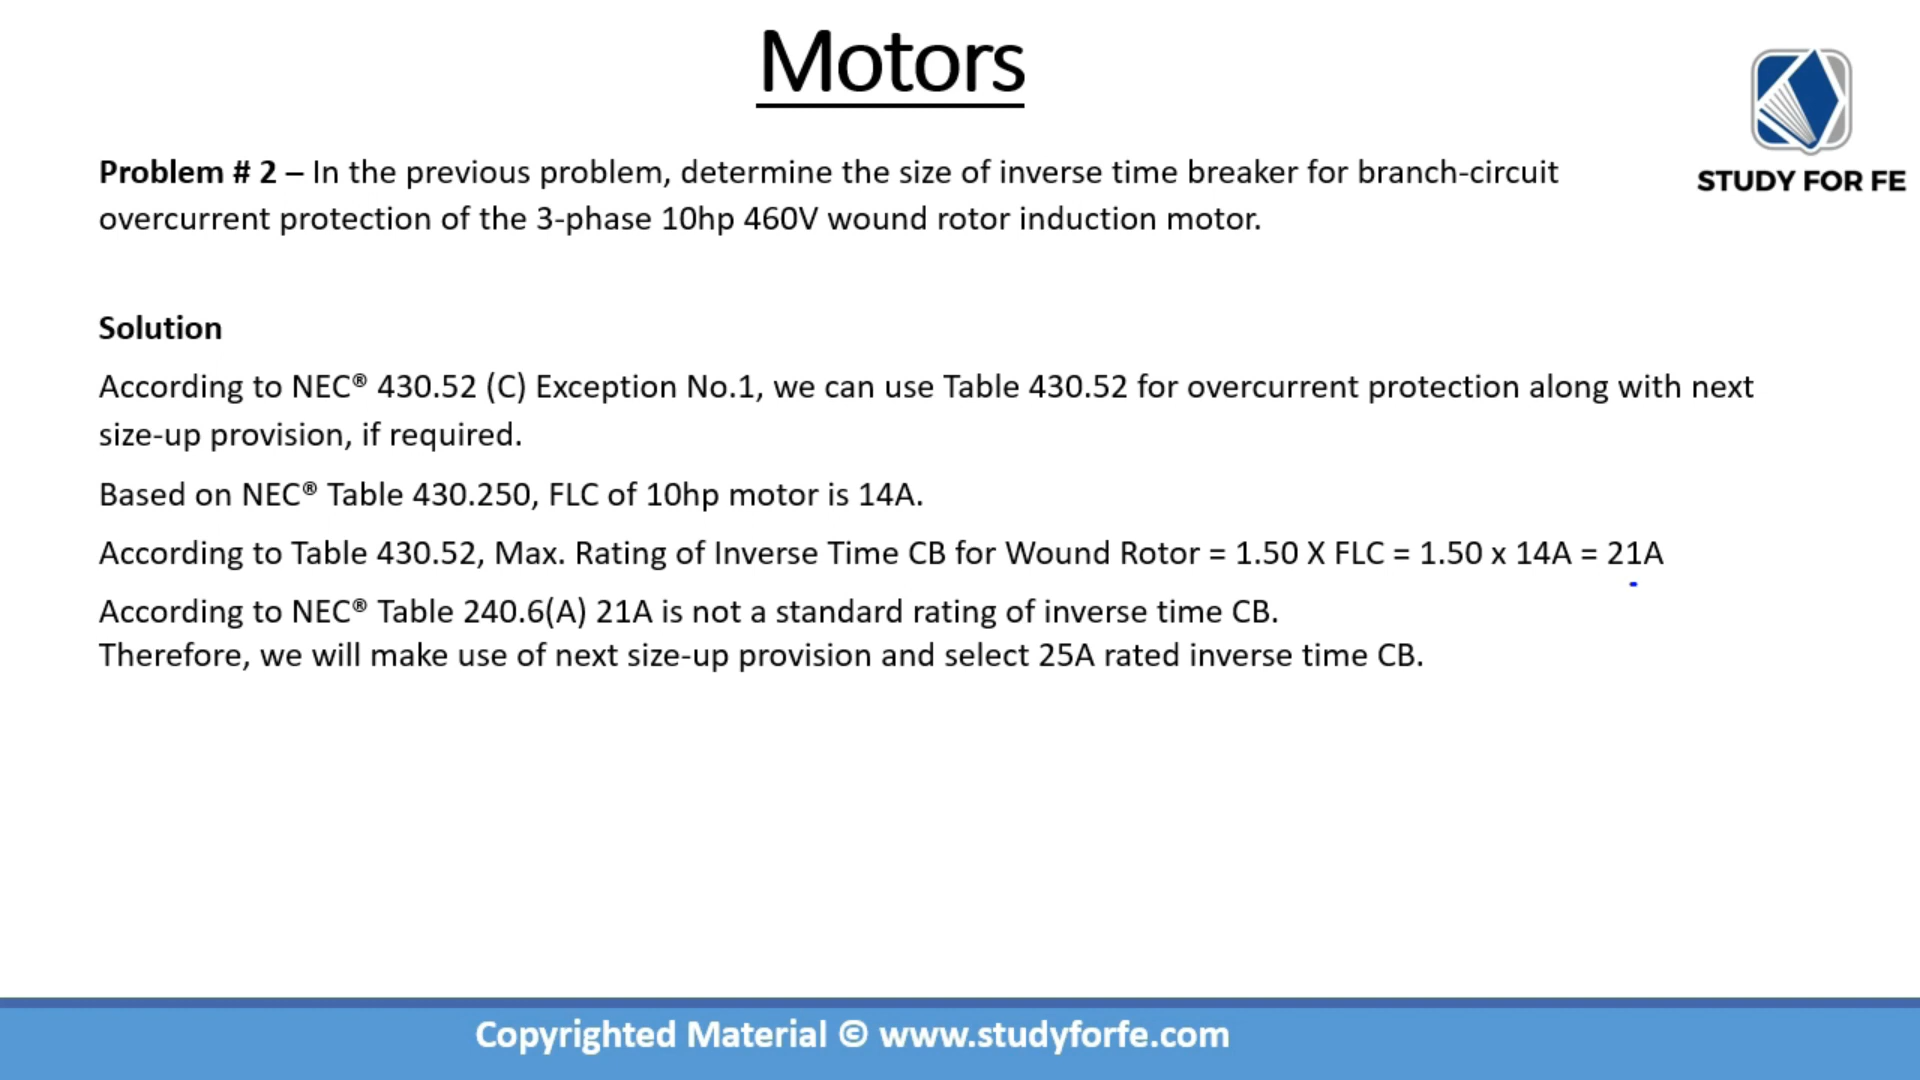 Motors
STUDY FOR FE
Problem # 2 – In the previous problem, determine the size of inverse time breaker for branch-circuit
overcurrent protection of the 3-phase 10hp 460V wound rotor induction motor.
Solution
According to NEC® 430.52 (C) Exception No.1, we can use Table 430.52 for overcurrent protection along with next
size-up provision, if required.
Based on NEC® Table 430.250, FLC of 10hp motor is 14A.
According to Table 430.52, Max. Rating of Inverse Time CB for Wound Rotor = 1.50 X FLC = 1.50 x 14A = 21A
According to NEC® Table 240.6(A) 21A is not a standard rating of inverse time CB.
Therefore, we will make use of next size-up provision and select 25A rated inverse time CB.
Copyrighted Material © www.studyforfe.com